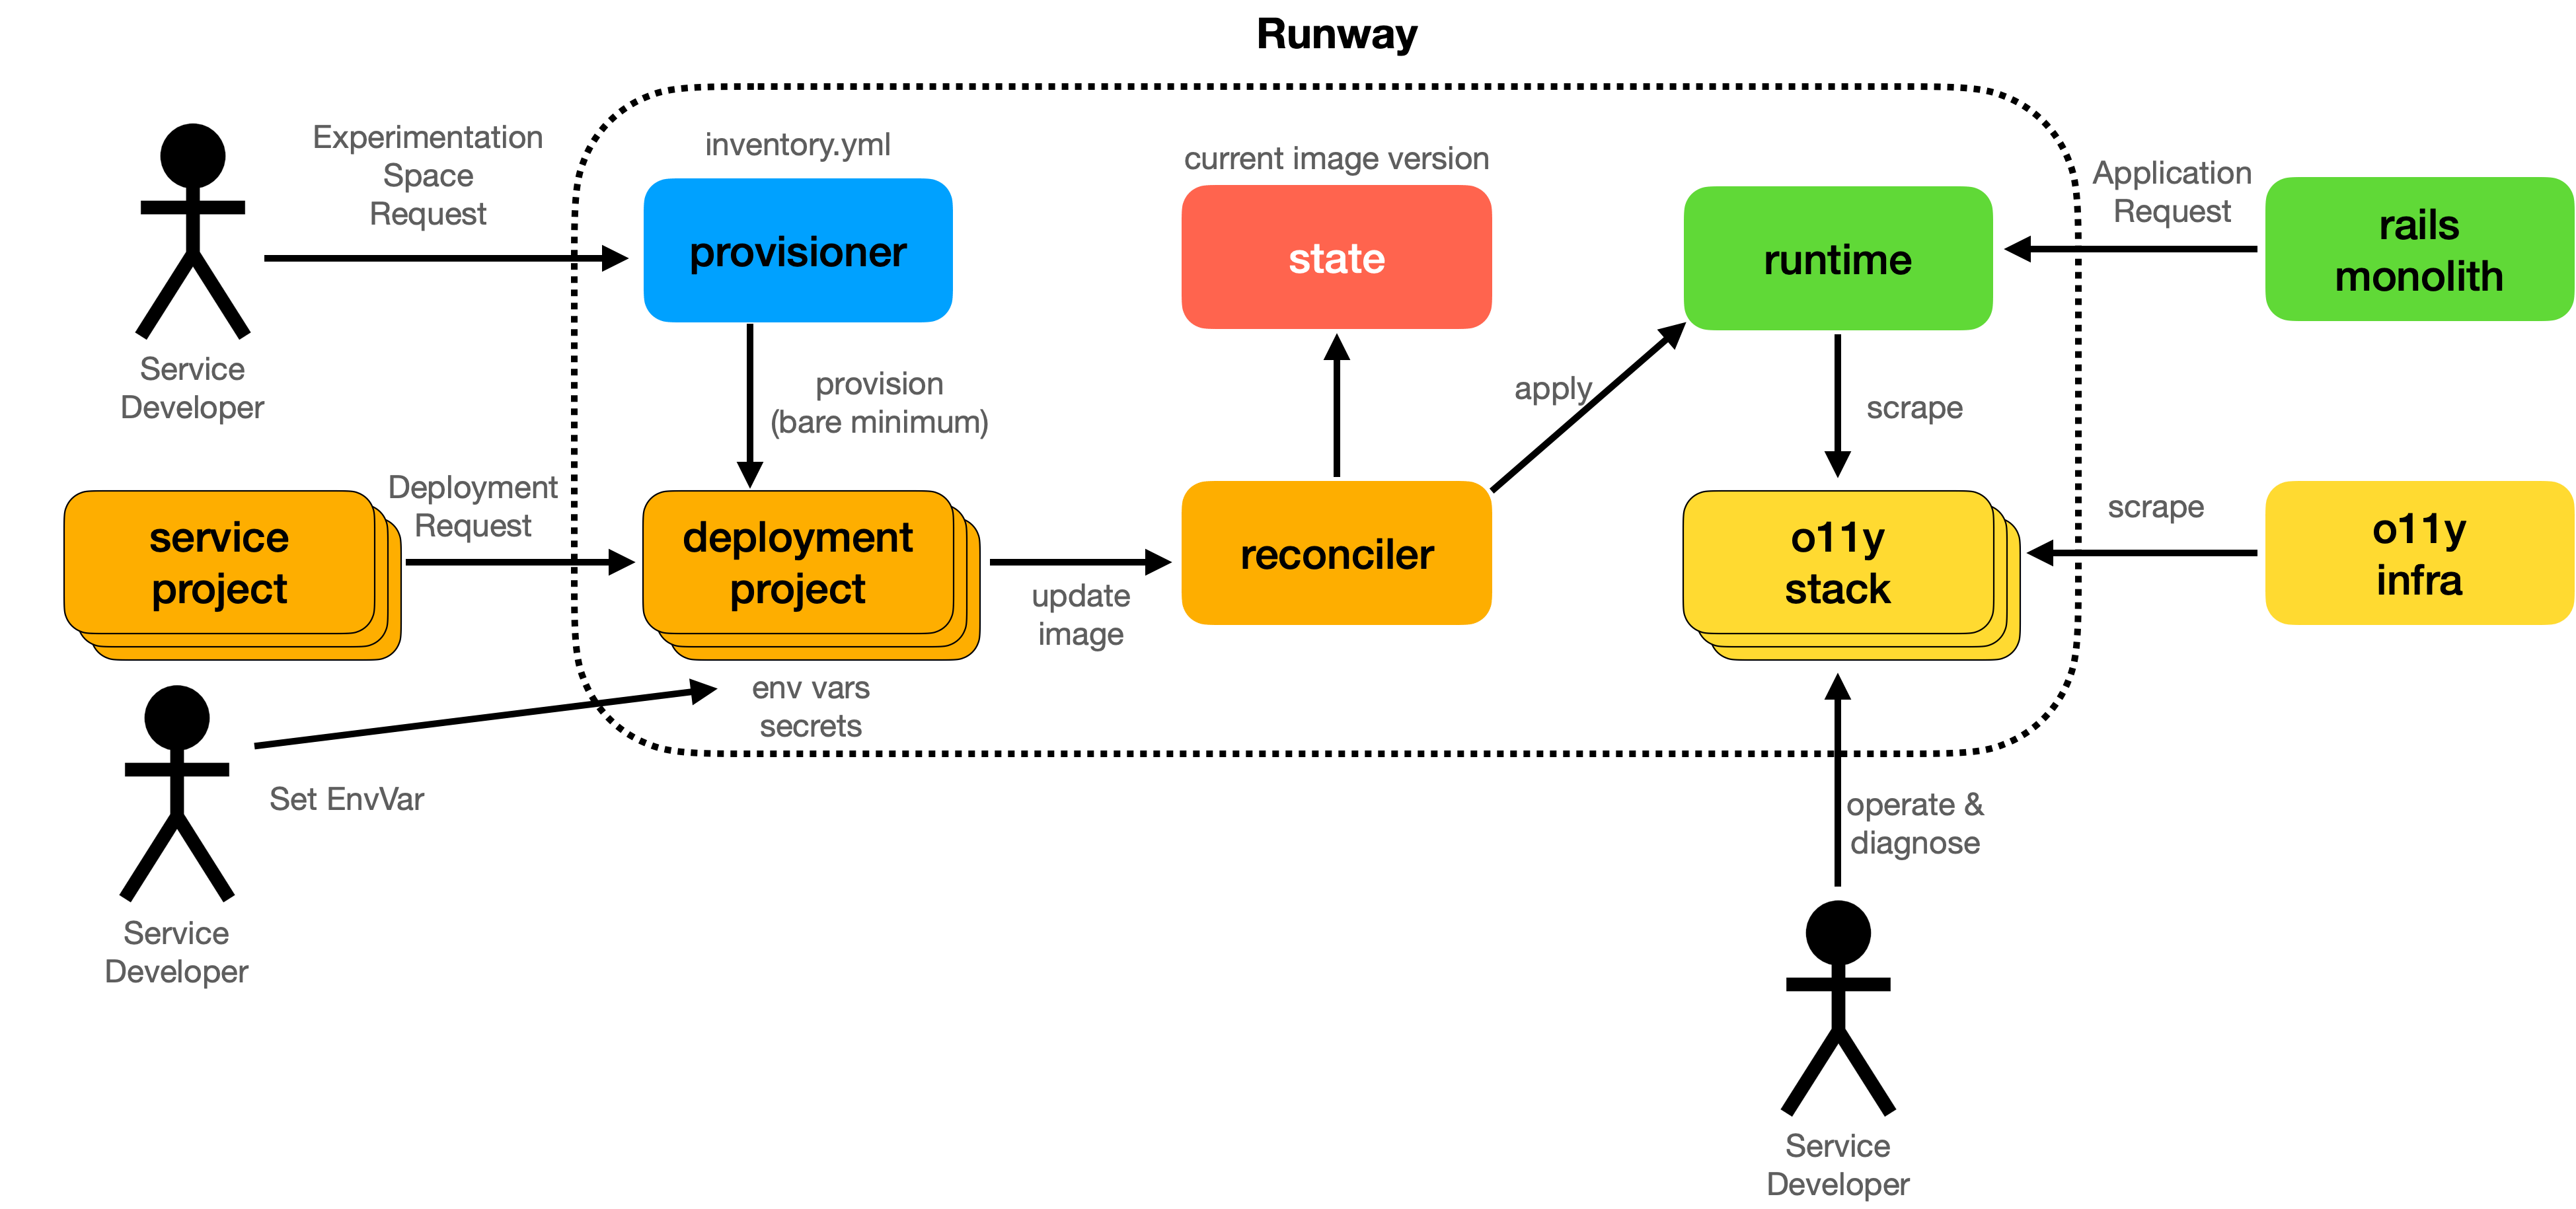 Runway
Experimentation
Space
Request
inventory.yml
provisioner
current image version
state
runtime
Application
Request
rails
monolith
Service
Developer
provision
(bare minimum)
apply
scrape
service
project
Deployment
Request
deployment
project
update
image
reconciler
o11y
stack
scrape
o11y
infra
env vars
secrets
Set EnvVar
Service
Developer
operate &
diagnose
Service
Developer